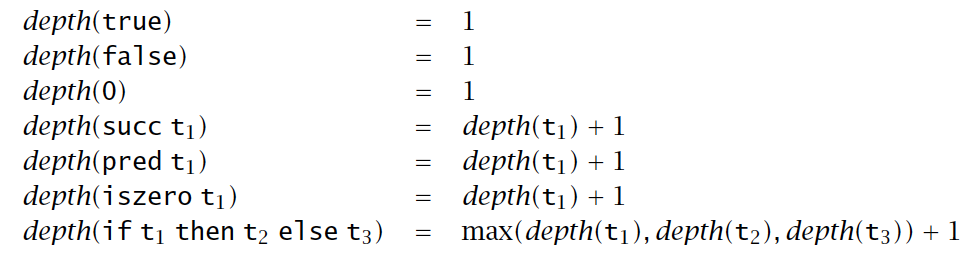 depth(true) = 1
depth(false) = 1
depth(0) = 1
depth(succ t₁) = depth(t₁) + 1
depth(pred t₁) = depth(t₁) + 1
depth(iszero t₁) = depth(t₁) + 1
depth(if t₁ then t₂ else t₃) = max(depth(t₁), depth(t₂), depth(t₃)) + 1